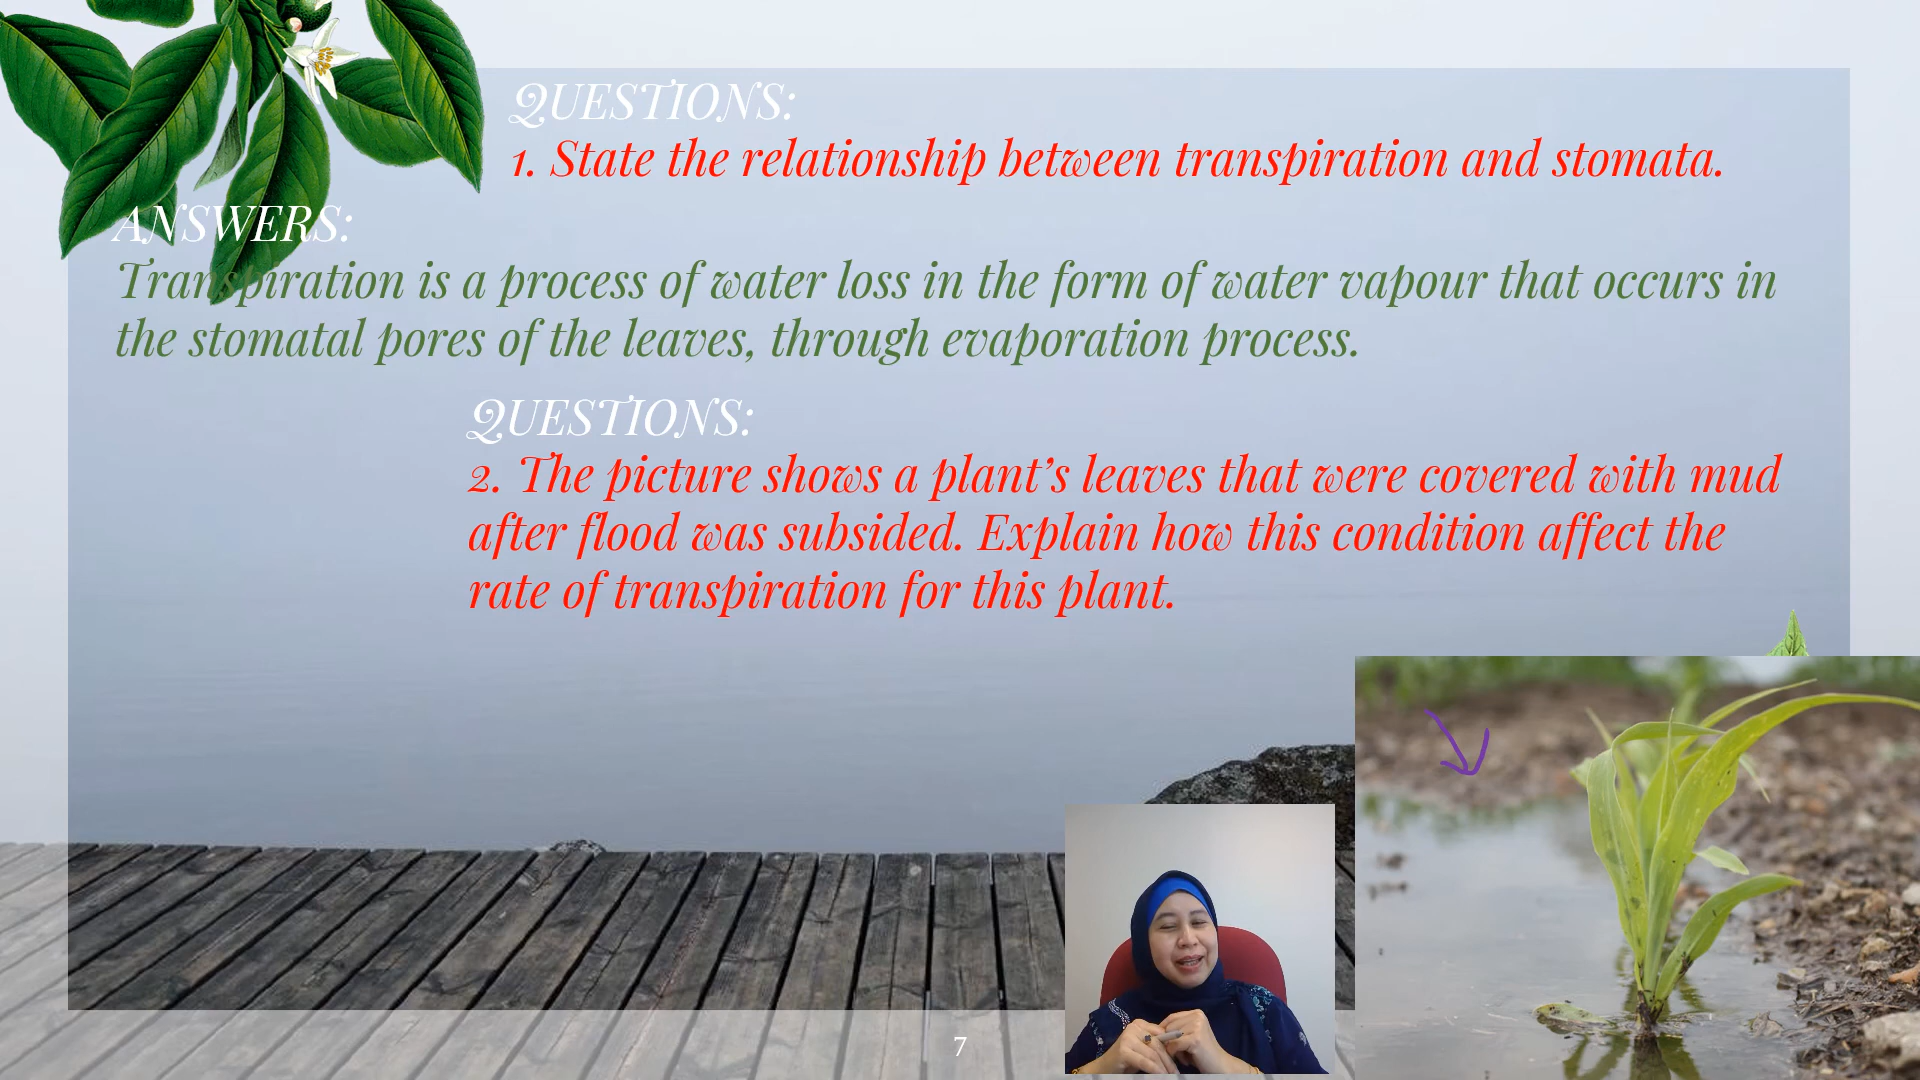 QUESTIONS:
1. State the relationship between transpiration and stomata.
ANSWERS:
Transpiration is a process of water loss in the form of water vapour that occurs in
the stomatal pores of the leaves, through evaporation process.
QUESTIONS:
2. The picture shows a plant’s leaves that were covered with mud
after flood was subsided. Explain how this condition affect the
rate of transpiration for this plant.
7